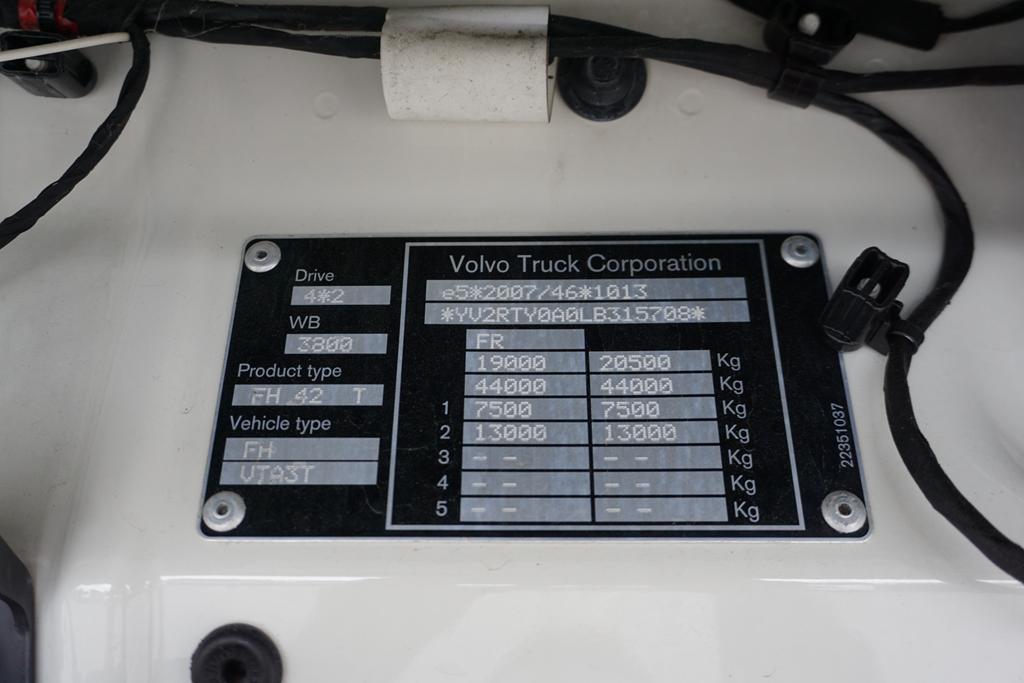 Drive
4*2
WB
3800
Product type
FH 42 T
Vehicle type
FH
VTA3T
Volvo Truck Corporation
e5*2007/46*1013
*YV2RTY0A0LB315708*
FR
19000 20500 Kg
44000 44000 Kg
1 7500 7500 Kg
2 13000 13000 Kg
3 -- -- Kg
4 -- -- Kg
5 -- -- Kg
22351037